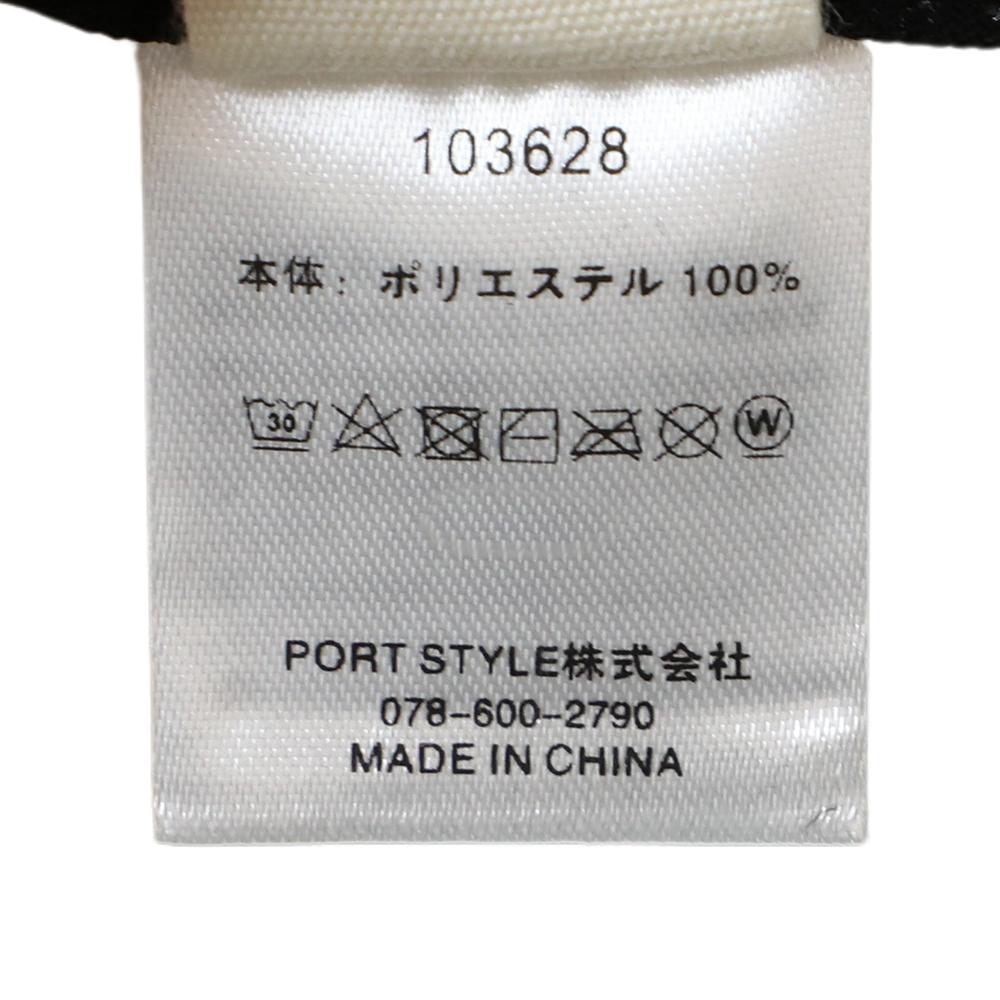 103628
本体: ポリエステル 100%
30 W
PORT STYLE株式会社
078-600-2790
MADE IN CHINA